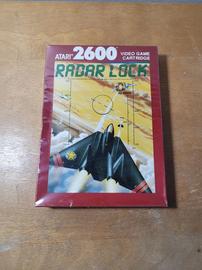 ATARI 2600 VIDEO GAME
CARTRIDGE
RADAR LOCK